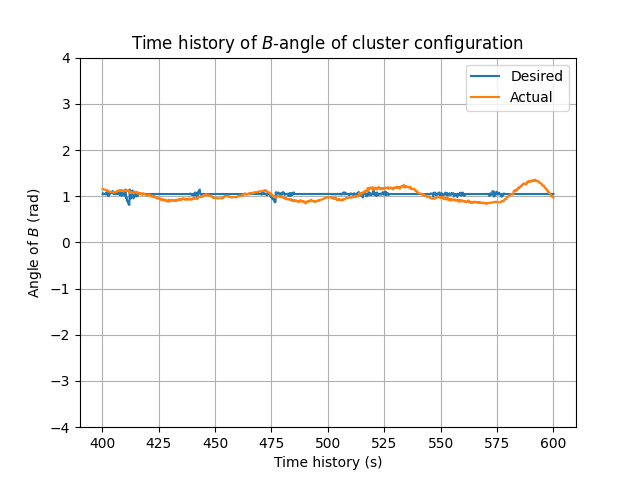 Time history of B-angle of cluster configuration
Desired
Actual
4
3
2
1
0
−1
−2
−3
−4
Angle of B (rad)
400 425 450 475 500 525 550 575 600
Time history (s)